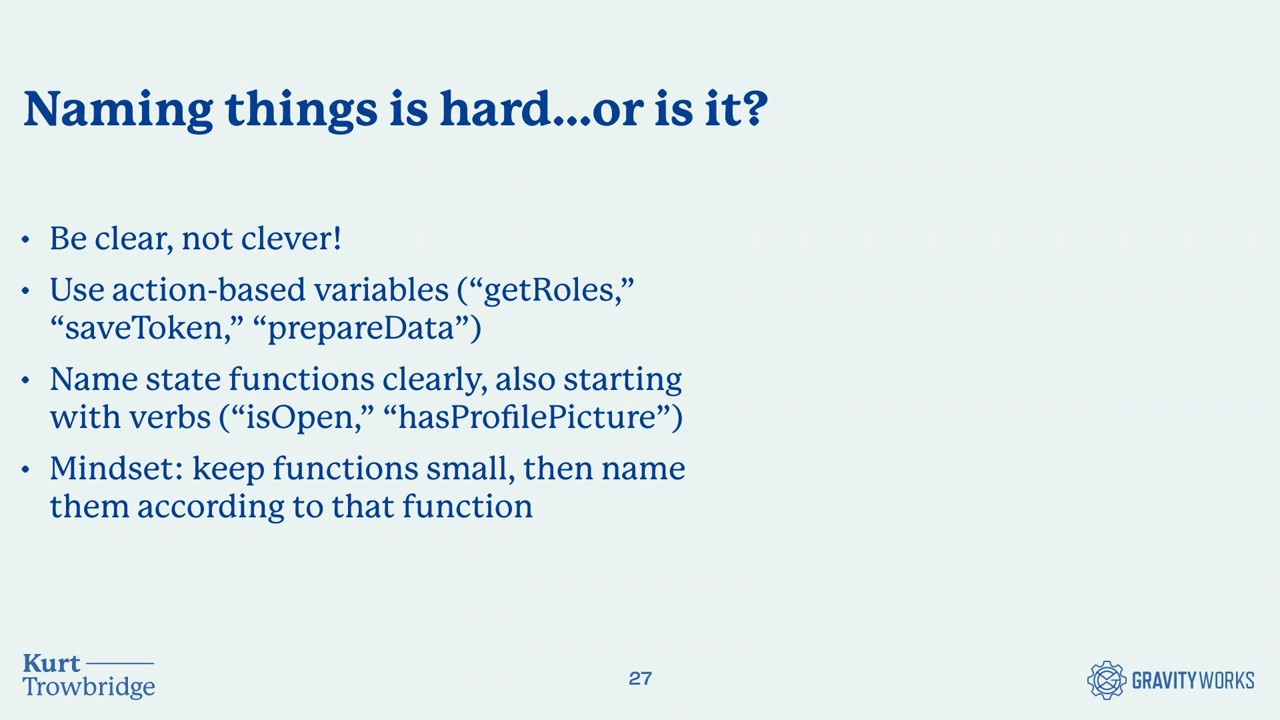 Naming things is hard...or is it?
• Be clear, not clever!
• Use action-based variables (“getRoles,”
“saveToken,” “prepareData”)
• Name state functions clearly, also starting
with verbs (“isOpen,” “hasProfilePicture”)
• Mindset: keep functions small, then name
them according to that function
Kurt
Trowbridge
27
GRAVITYWORKS